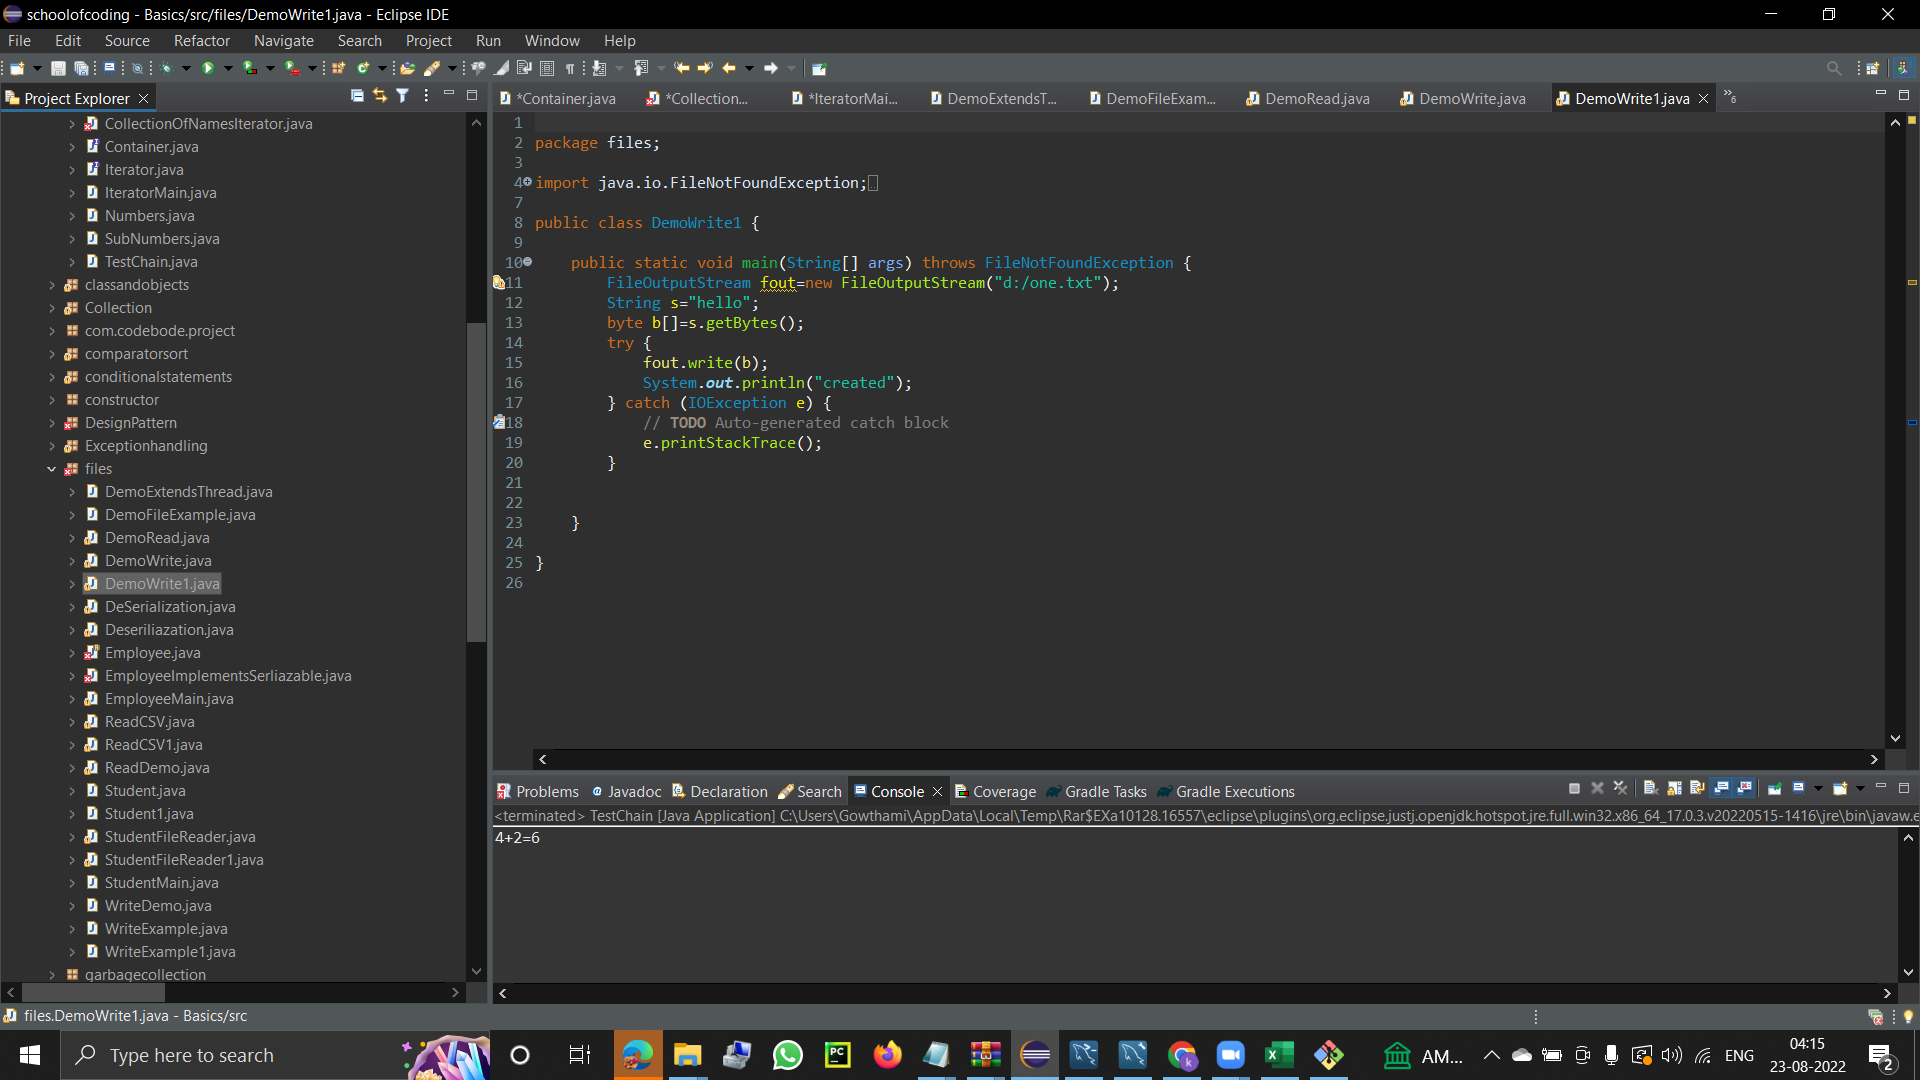 schoolofcoding - Basics/src/files/DemoWrite1.java - Eclipse IDE
File Edit Source Refactor Navigate Search Project Run Window Help
Project Explorer
CollectionOfNamesIterator.java
Container.java
Iterator.java
IteratorMain.java
Numbers.java
SubNumbers.java
TestChain.java
classandobjects
Collection
com.codebode.project
comparatorsort
conditionalstatements
constructor
DesignPattern
Exceptionhandling
files
DemoExtendsThread.java
DemoFileExample.java
DemoRead.java
DemoWrite.java
DemoWrite1.java
DeSerialization.java
Deseriliazation.java
Employee.java
EmployeeImplementsSerliazable.java
EmployeeMain.java
ReadCSV.java
ReadCSV1.java
ReadDemo.java
Student.java
Student1.java
StudentFileReader.java
StudentFileReader1.java
StudentMain.java
WriteDemo.java
WriteExample.java
WriteExample1.java
garbagecollection
*Container.java *Collection... *IteratorMai... DemoExtendsT... DemoFileExam... DemoRead.java DemoWrite.java DemoWrite1.java »6
1
2 package files;
3
4 import java.io.FileNotFoundException;
7
8 public class DemoWrite1 {
9
10 public static void main(String[] args) throws FileNotFoundException {
11 FileOutputStream fout=new FileOutputStream("d:/one.txt");
12 String s="hello";
13 byte b[]=s.getBytes();
14 try {
15 fout.write(b);
16 System.out.println("created");
17 } catch (IOException e) {
18 // TODO Auto-generated catch block
19 e.printStackTrace();
20 }
21
22
23 }
24
25 }
26
Problems Javadoc Declaration Search Console Coverage Gradle Tasks Gradle Executions
<terminated> TestChain [Java Application] C:\Users\Gowthami\AppData\Local\Temp\Rar$EXa10128.16557\eclipse\plugins\org.eclipse.justj.openjdk.hotspot.jre.full.win32.x86_64_17.0.3.v20220515-1416\jre\bin\javaw.e
4+2=6
files.DemoWrite1.java - Basics/src
Type here to search
PC
k
AM...
ENG
04:15
23-08-2022
2